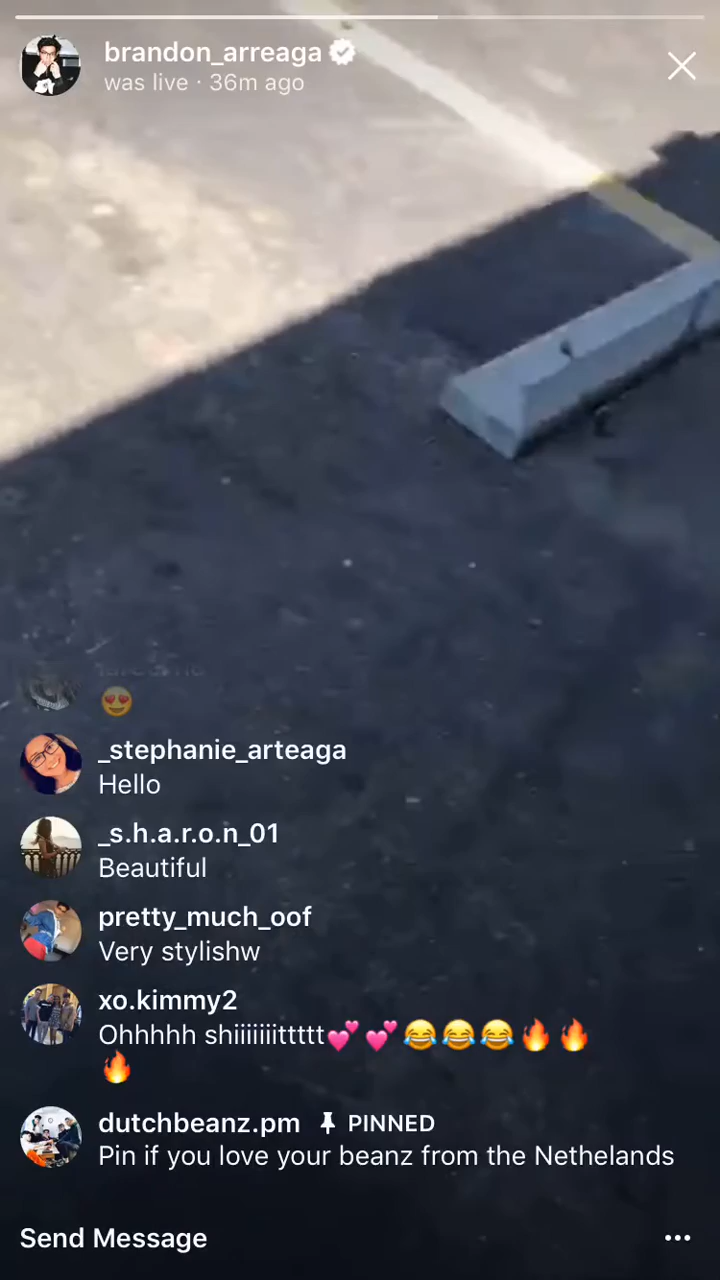 brandon_arreaga
was live · 36m ago
😍
_stephanie_arteaga
Hello
_s.h.a.r.o.n_01
Beautiful
pretty_much_oof
Very stylishw
xo.kimmy2
Ohhhhh shiiiiiiittttt💕💕😂😂😂🔥🔥
🔥
dutchbeanz.pm PINNED
Pin if you love your beanz from the Nethelands
Send Message